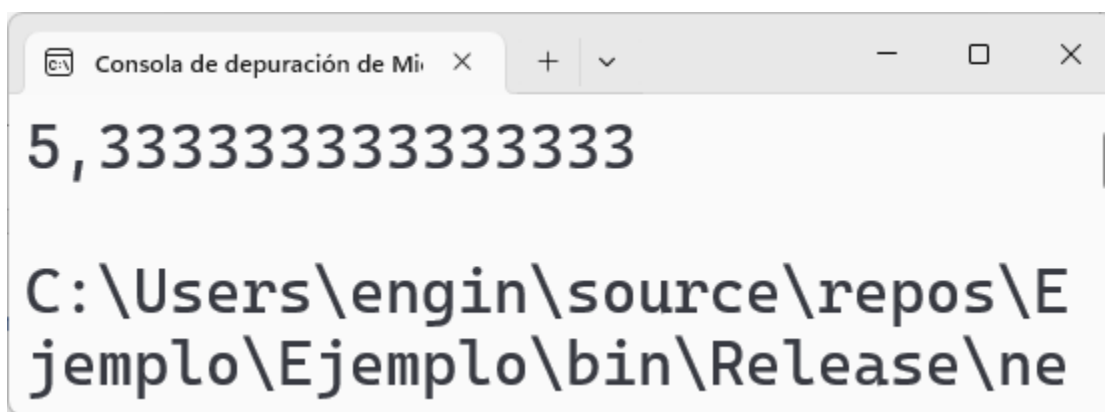 Consola de depuración de Mi
5,333333333333333
C:\Users\engin\source\repos\E
jemplo\Ejemplo\bin\Release\ne